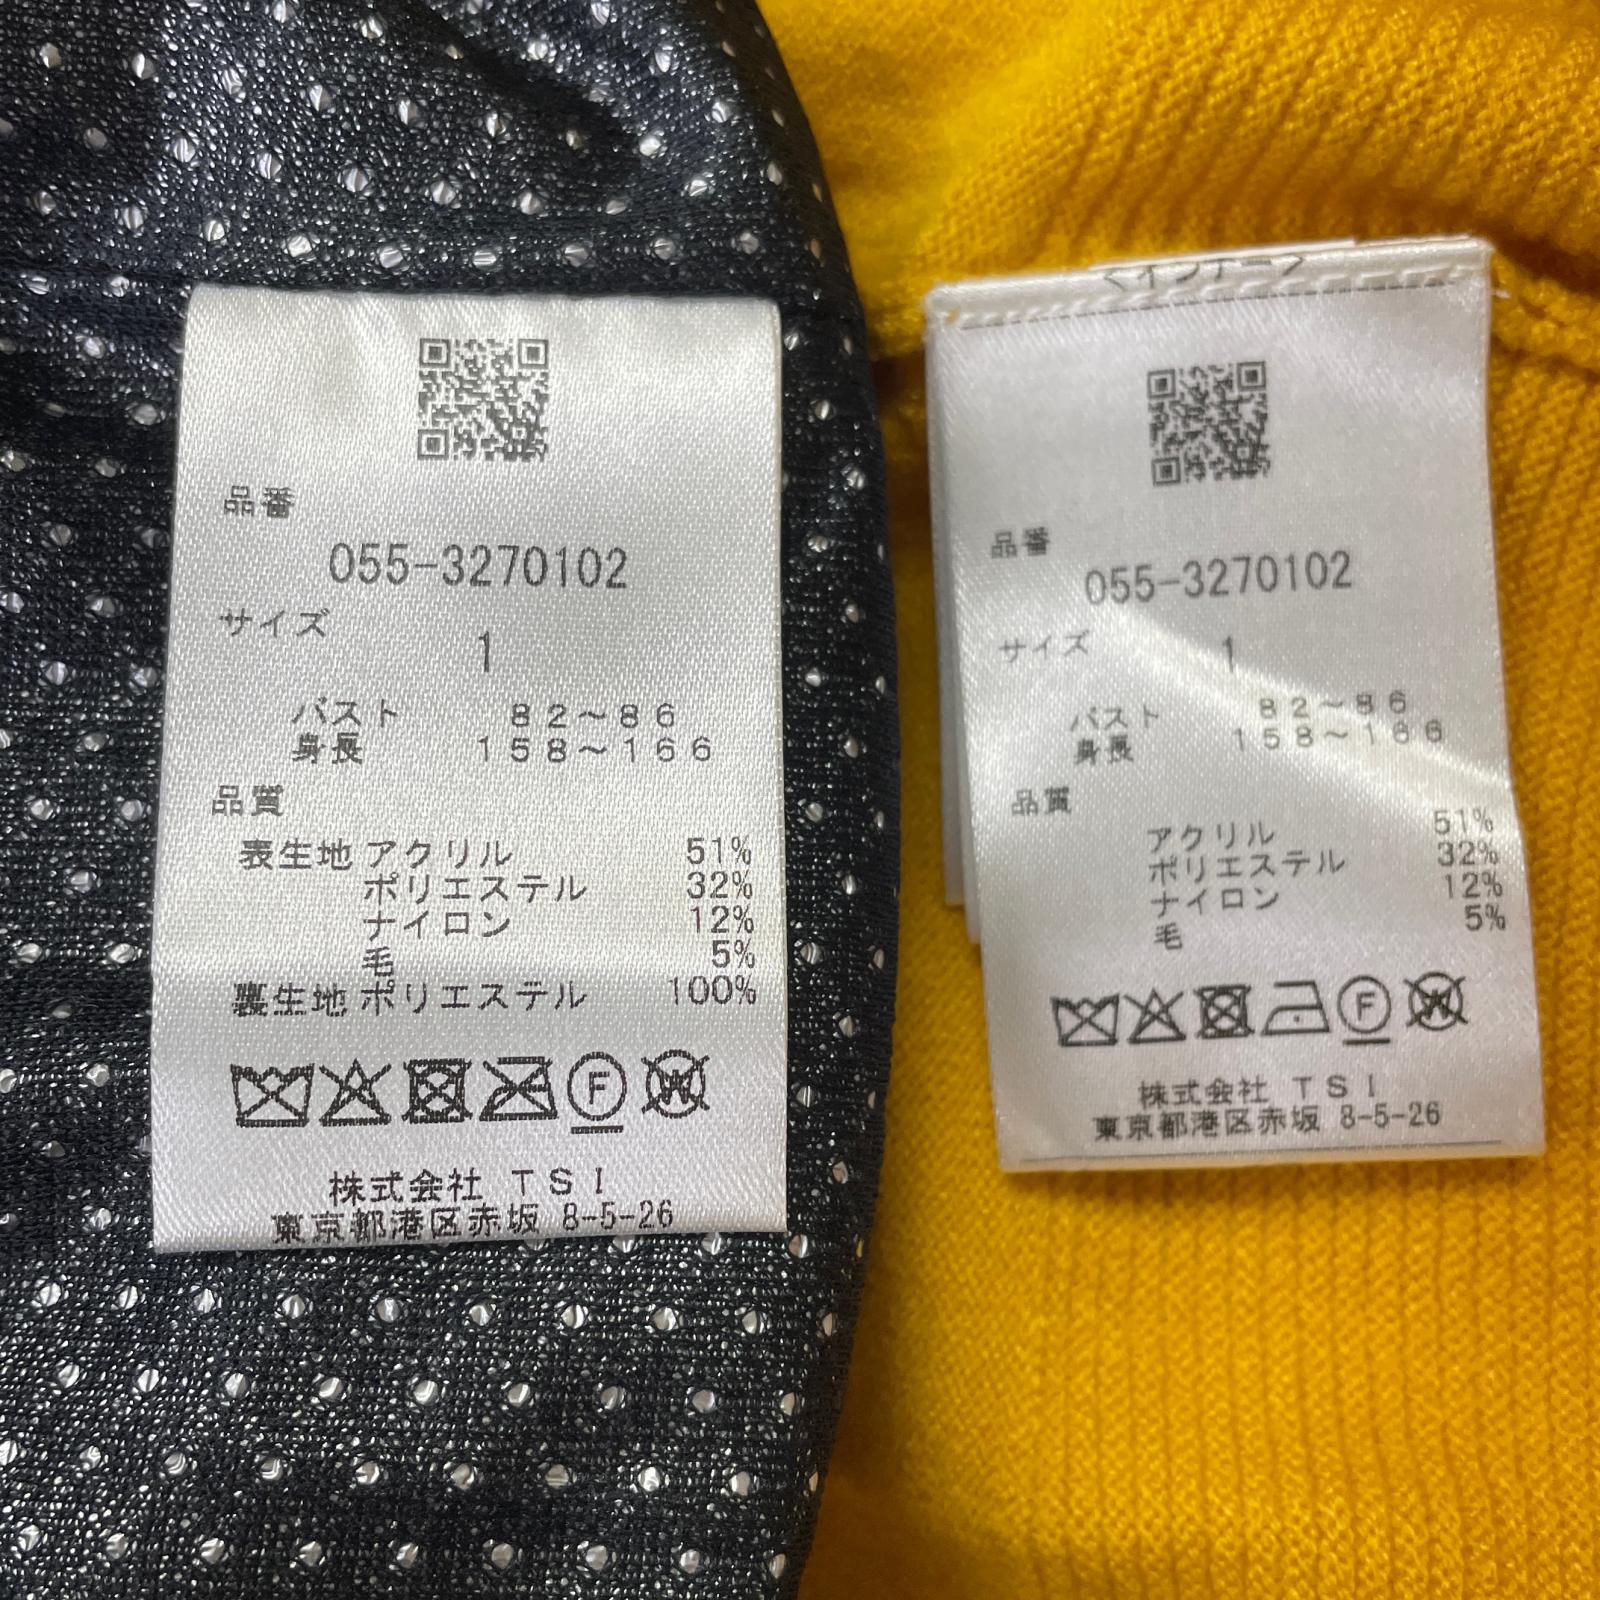 品番
055-3270102
サイズ
1
バスト 82～86
身長 158～166
品質
表生地 アクリル 51%
ポリエステル 32%
ナイロン 12%
毛 5%
裏生地 ポリエステル 100%
F
W
株式会社 TSI
東京都港区赤坂 8-5-26
<インナー>
品番
055-3270102
サイズ
1
バスト 82～86
身長 158～166
品質
アクリル 51%
ポリエステル 32%
ナイロン 12%
毛 5%
F
W
株式会社 TSI
東京都港区赤坂 8-5-26